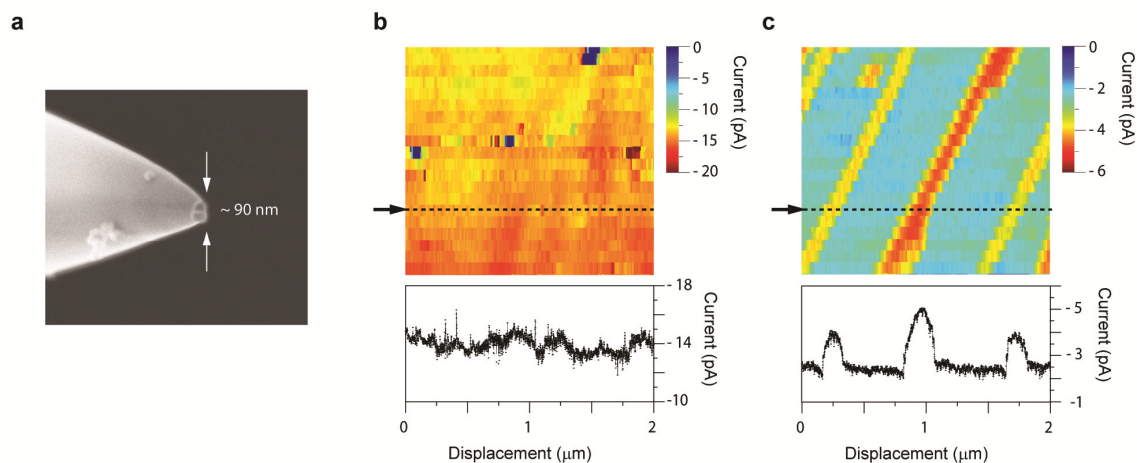 a
~ 90 nm
b
0
- 5
- 10
- 15
- 20
Current (pA)
- 18
- 14
- 10
Current (pA)
0
1
2
Displacement (μm)
c
0
- 2
- 4
- 6
Current (pA)
- 5
- 3
-1
Current (pA)
0
1
2
Displacement (μm)